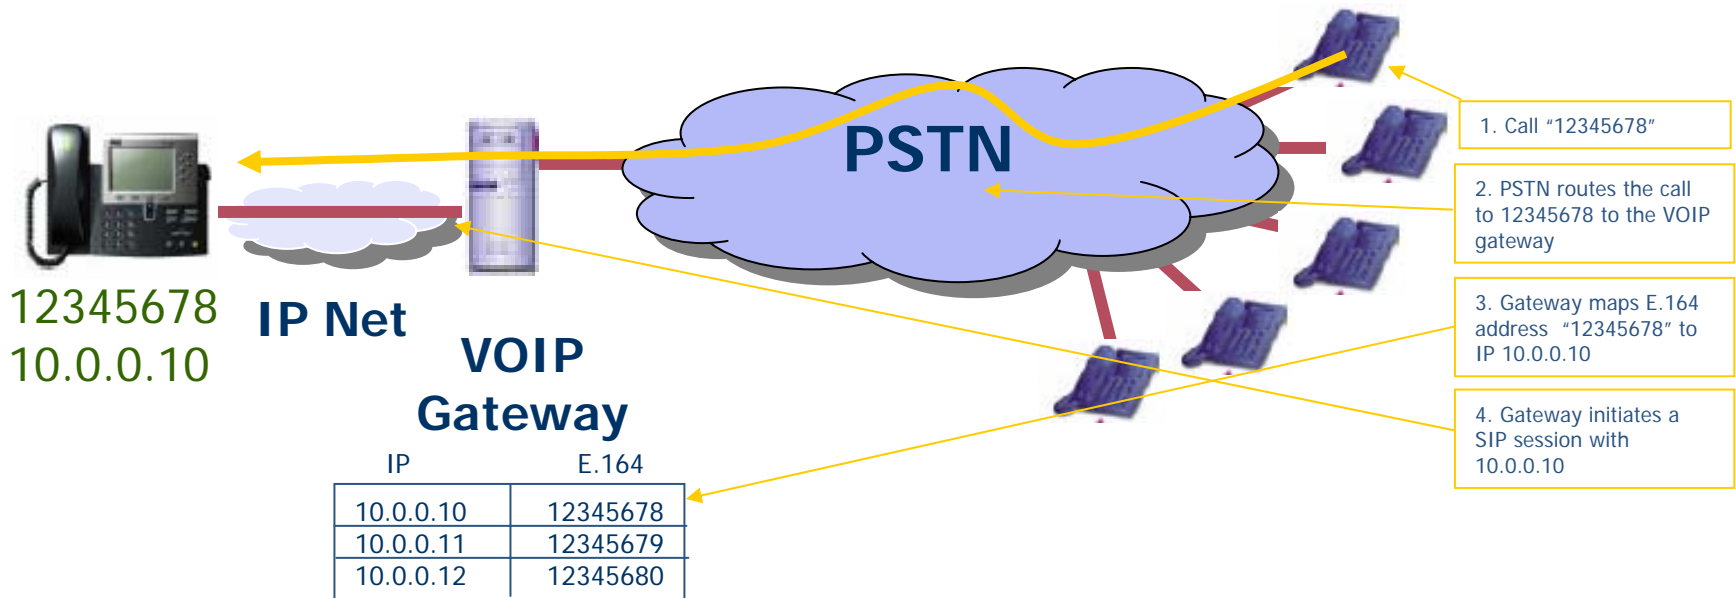 PSTN
1. Call “12345678”
2. PSTN routes the call
to 12345678 to the VOIP
gateway
3. Gateway maps E.164
address “12345678” to
IP 10.0.0.10
4. Gateway initiates a
SIP session with
10.0.0.10
12345678
10.0.0.10
IP Net
VOIP
Gateway
IP E.164
10.0.0.10 12345678
10.0.0.11 12345679
10.0.0.12 12345680